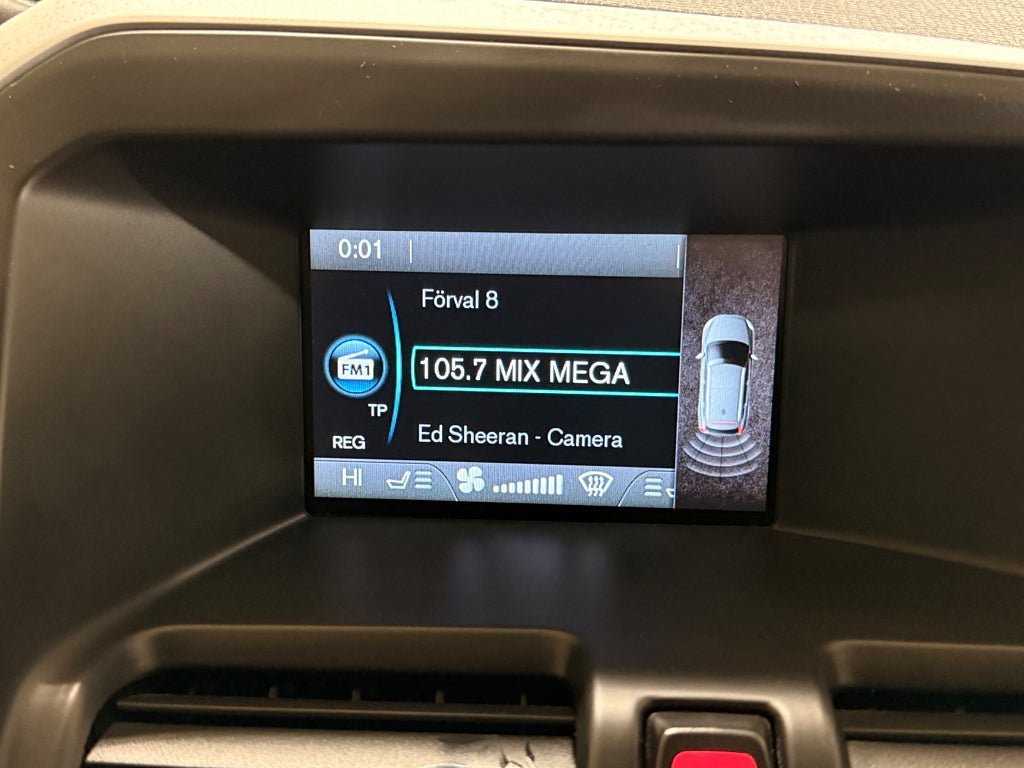 0:01
Förval 8
FM1
105.7 MIX MEGA
TP
REG
Ed Sheeran - Camera
HI